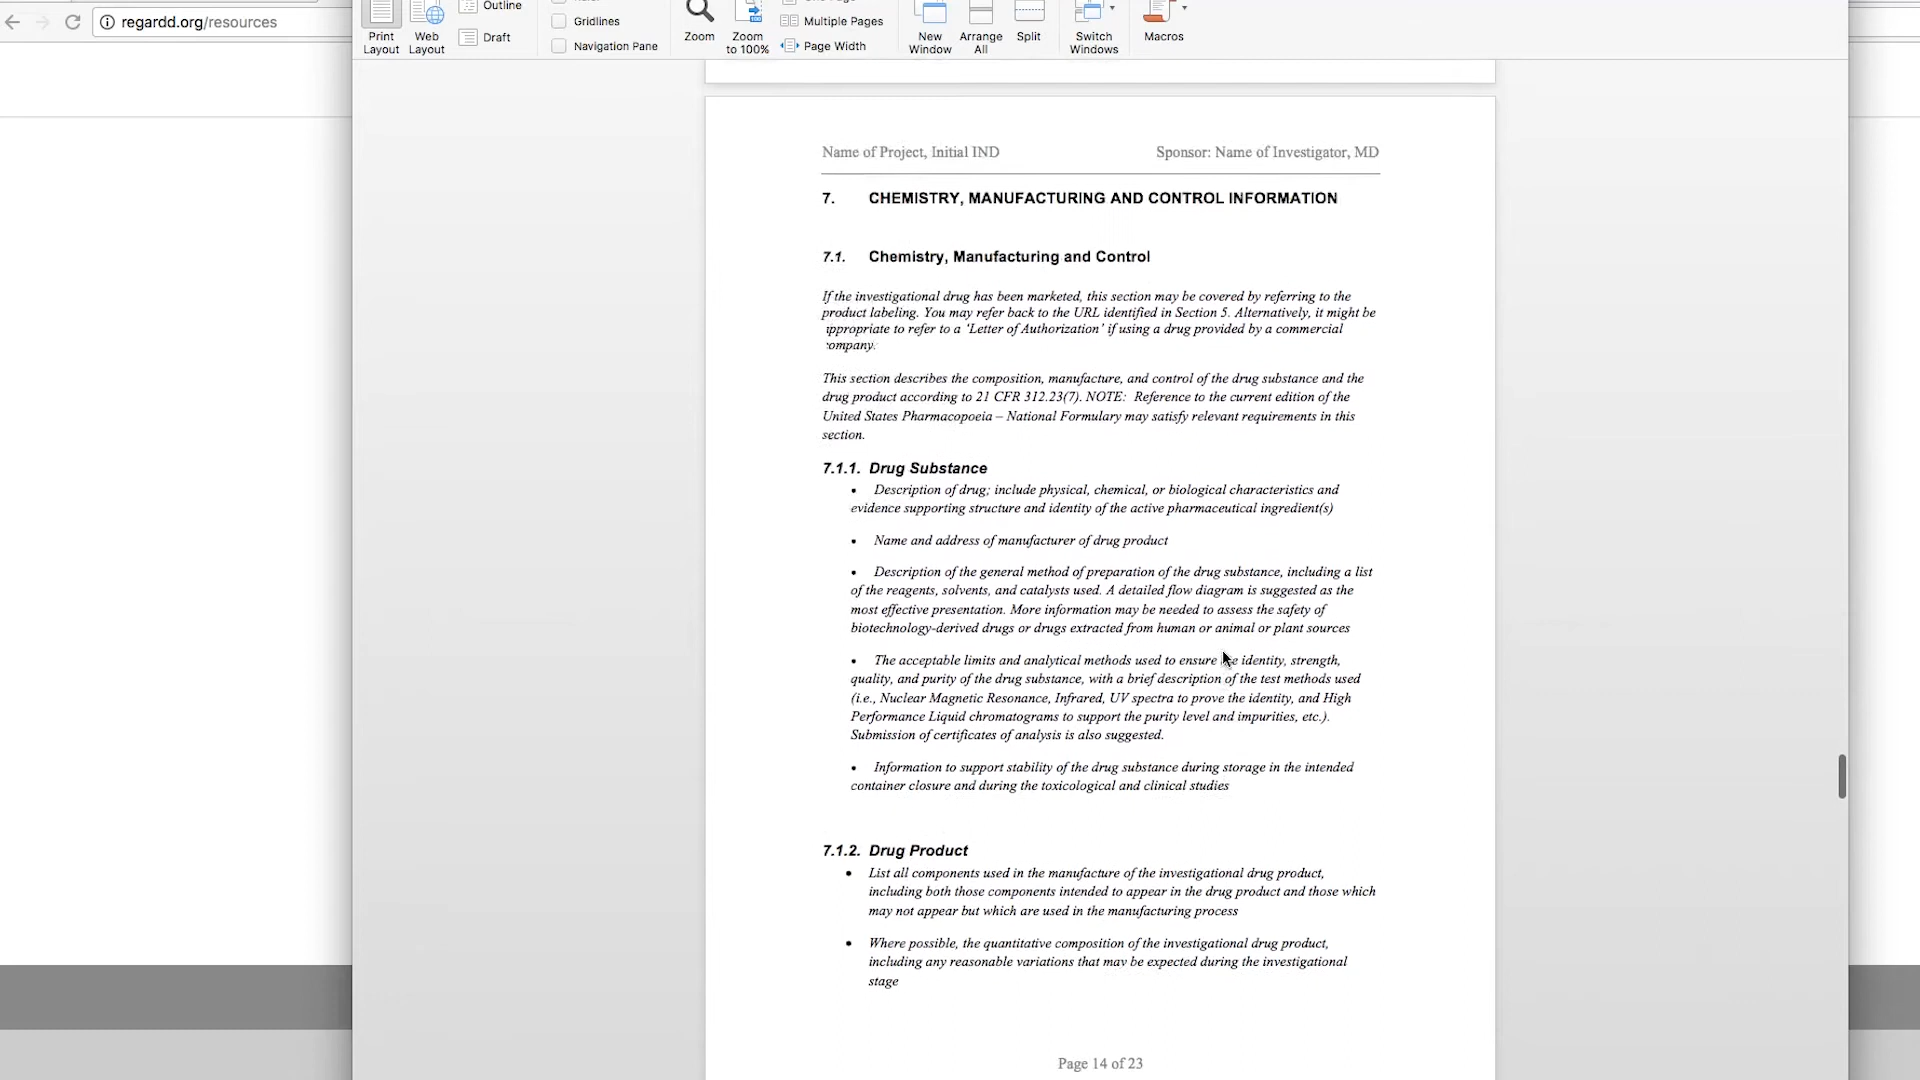 regardd.org/resources
Outline
Gridlines
Multiple Pages
Print Layout
Web Layout
Draft
Navigation Pane
Zoom
Zoom to 100%
Page Width
New Window
Arrange All
Split
Switch Windows
Macros
Name of Project, Initial IND
Sponsor: Name of Investigator, MD
7. CHEMISTRY, MANUFACTURING AND CONTROL INFORMATION
7.1. Chemistry, Manufacturing and Control
If the investigational drug has been marketed, this section may be covered by referring to the
product labeling. You may refer back to the URL identified in Section 5. Alternatively, it might be
appropriate to refer to a ‘Letter of Authorization’ if using a drug provided by a commercial
company.
This section describes the composition, manufacture, and control of the drug substance and the
drug product according to 21 CFR 312.23(7). NOTE: Reference to the current edition of the
United States Pharmacopoeia – National Formulary may satisfy relevant requirements in this
section.
7.1.1. Drug Substance
• Description of drug; include physical, chemical, or biological characteristics and
evidence supporting structure and identity of the active pharmaceutical ingredient(s)
• Name and address of manufacturer of drug product
• Description of the general method of preparation of the drug substance, including a list
of the reagents, solvents, and catalysts used. A detailed flow diagram is suggested as the
most effective presentation. More information may be needed to assess the safety of
biotechnology-derived drugs or drugs extracted from human or animal or plant sources
• The acceptable limits and analytical methods used to ensure the identity, strength,
quality, and purity of the drug substance, with a brief description of the test methods used
(i.e., Nuclear Magnetic Resonance, Infrared, UV spectra to prove the identity, and High
Performance Liquid chromatograms to support the purity level and impurities, etc.).
Submission of certificates of analysis is also suggested.
• Information to support stability of the drug substance during storage in the intended
container closure and during the toxicological and clinical studies
7.1.2. Drug Product
• List all components used in the manufacture of the investigational drug product,
including both those components intended to appear in the drug product and those which
may not appear but which are used in the manufacturing process
• Where possible, the quantitative composition of the investigational drug product,
including any reasonable variations that may be expected during the investigational
stage
Page 14 of 23